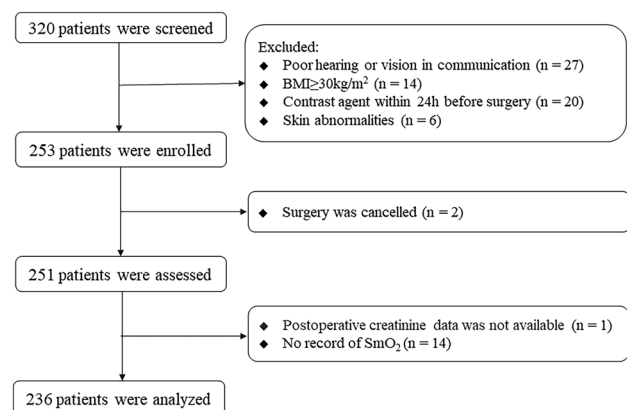 320 patients were screened
Excluded:
◆ Poor hearing or vision in communication (n = 27)
◆ BMI≥30kg/m² (n = 14)
◆ Contrast agent within 24h before surgery (n = 20)
◆ Skin abnormalities (n = 6)
253 patients were enrolled
◆ Surgery was cancelled (n = 2)
251 patients were assessed
◆ Postoperative creatinine data was not available (n = 1)
◆ No record of SmO₂ (n = 14)
236 patients were analyzed